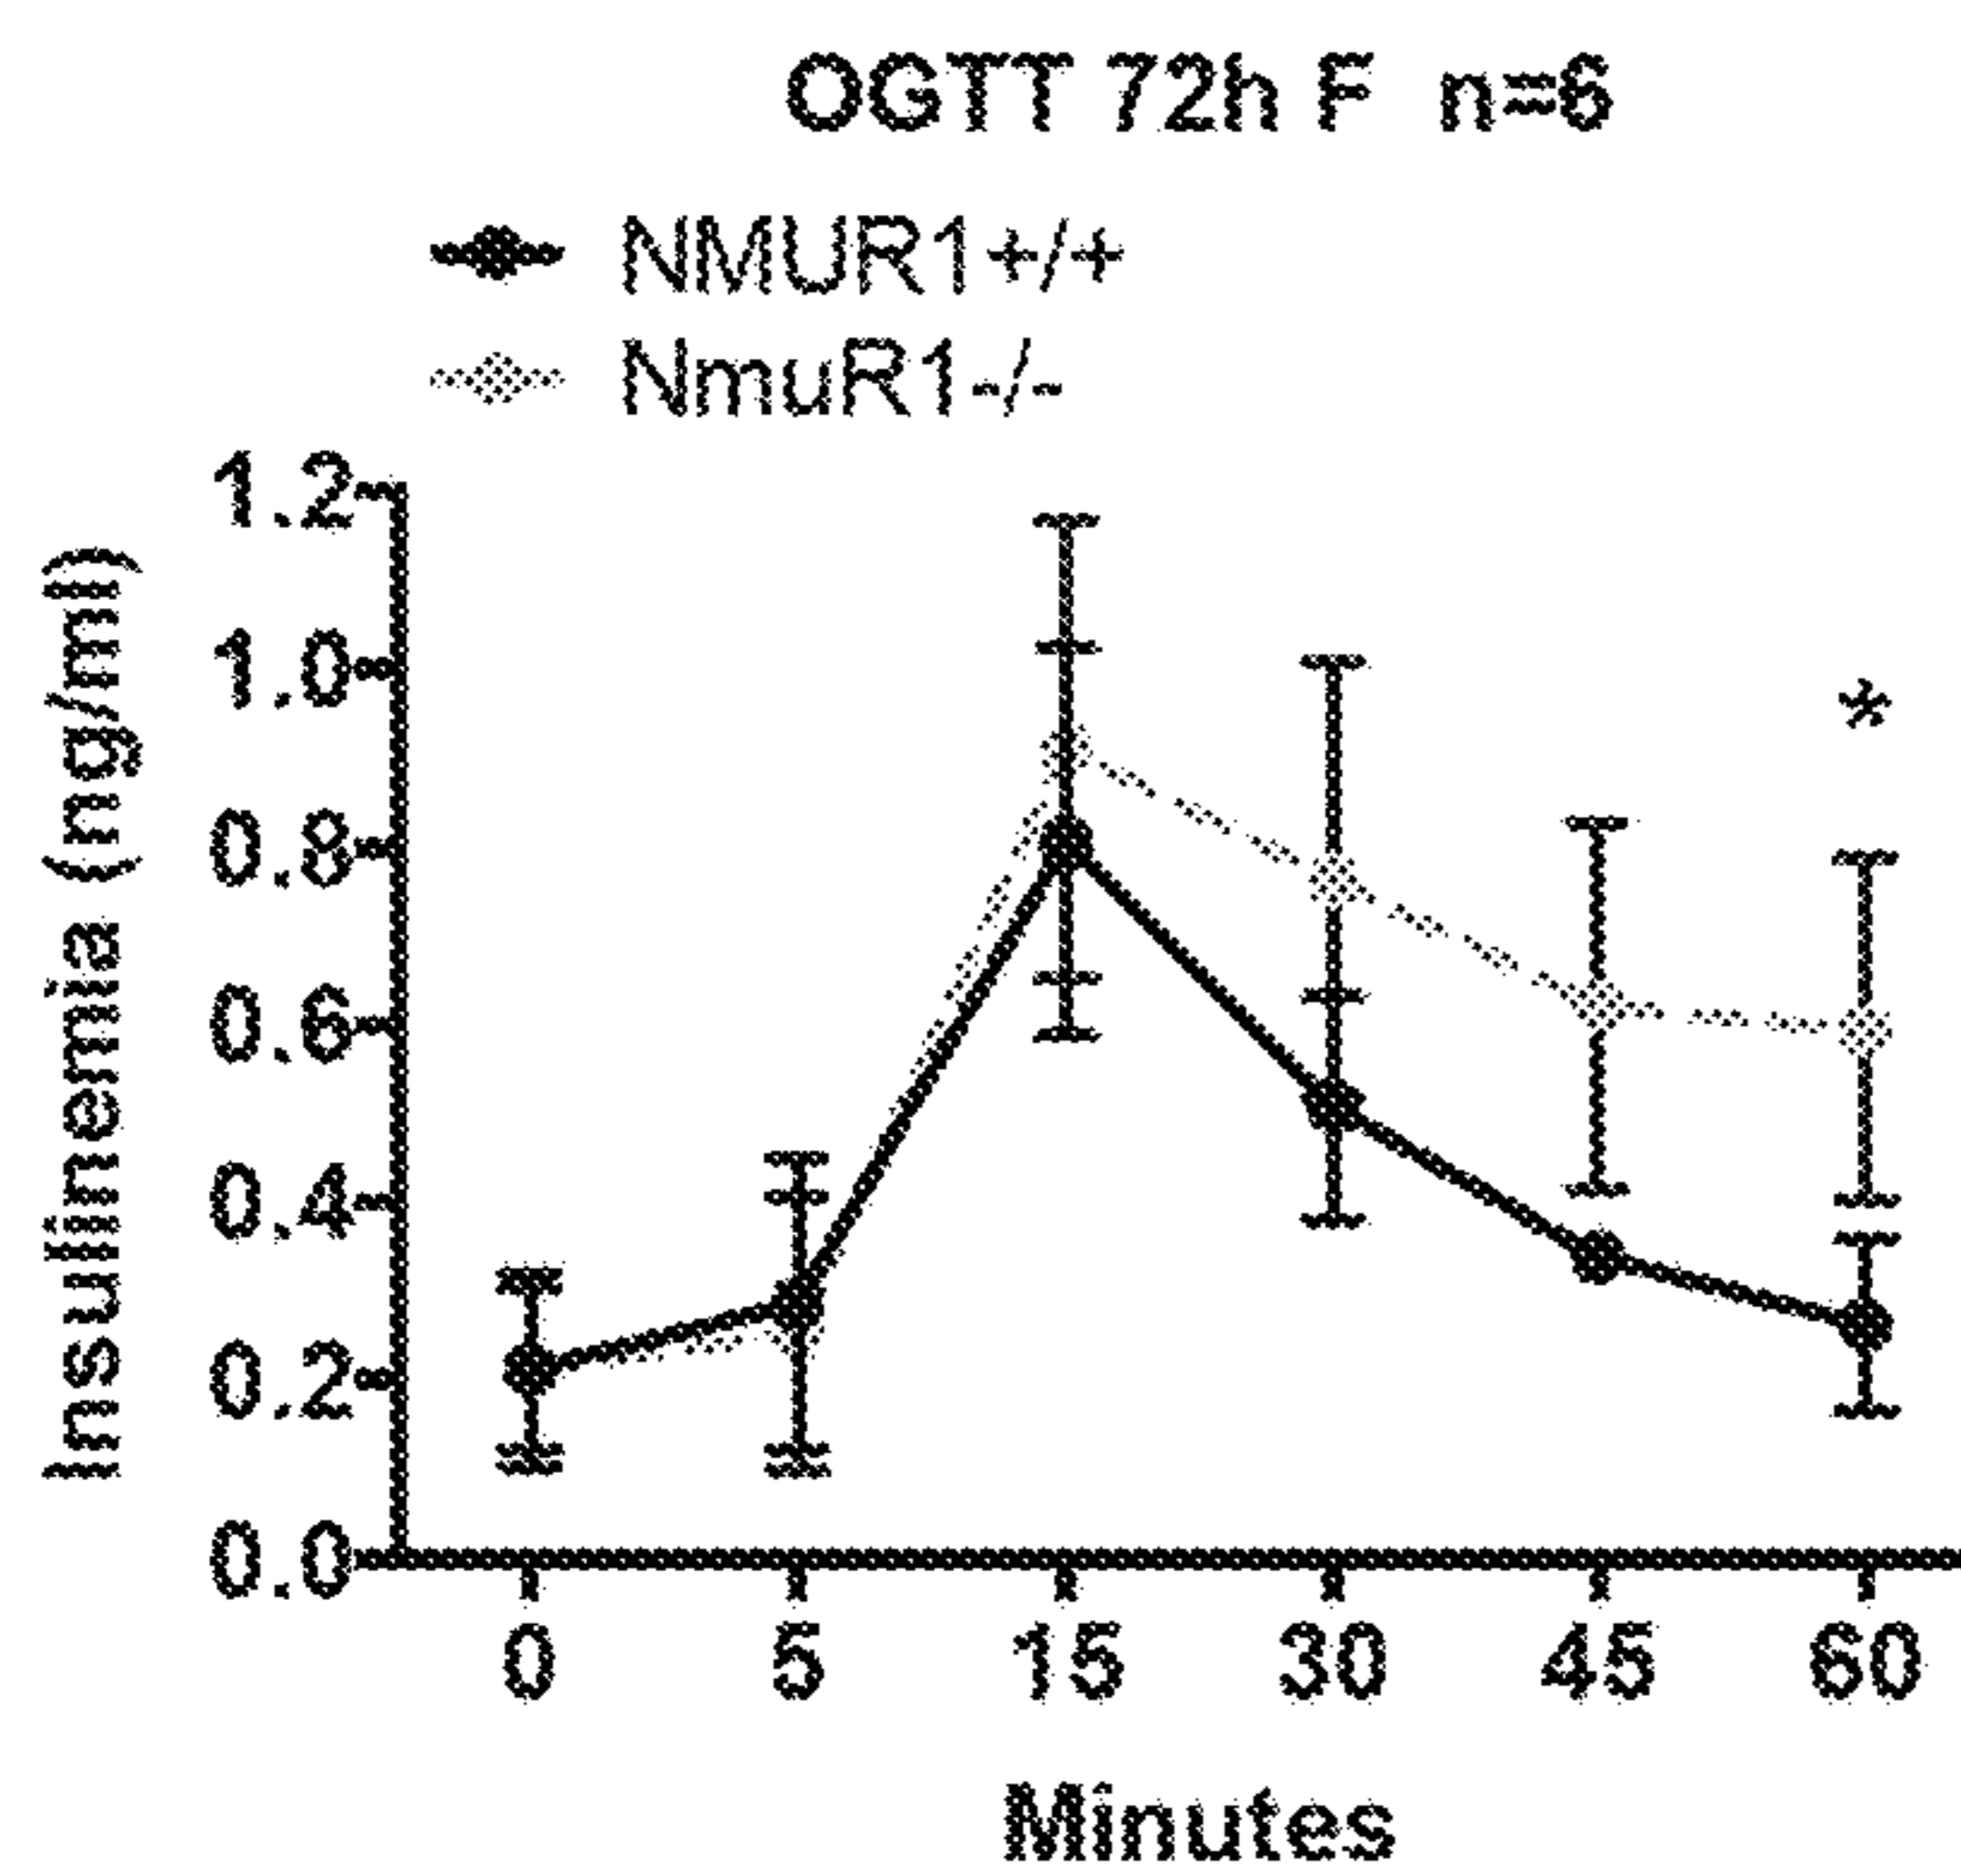 OGTT 72h F n=6
NMUR1+/+
NmuR1-/-
Insulinemia (ng/ml)
1.2
1.0
0.8
0.6
0.4
0.2
0.0
*
0 5 15 30 45 60
Minutes